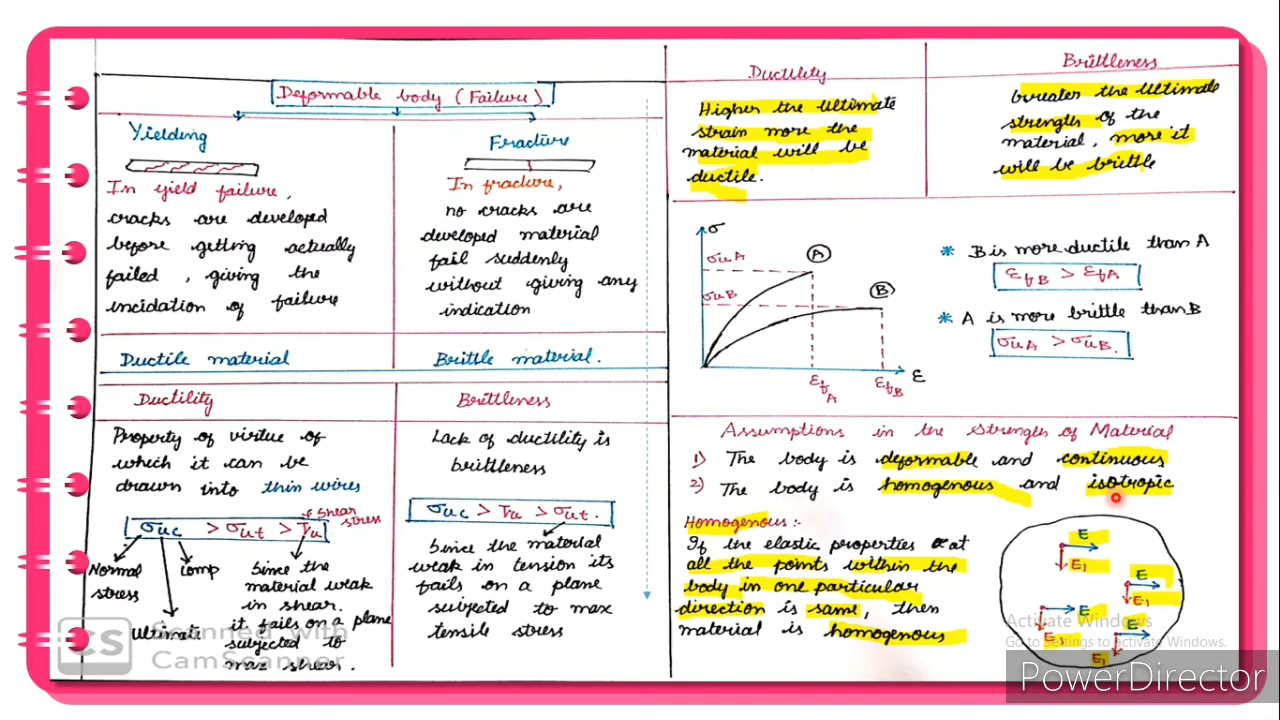 Deformable body (Failure)
Yielding
In yield failure,
cracks are developed
before getting actually
failed, giving the
incidation of failure
Ductile material
Fracture
In fracture,
no cracks are
developed material
fail suddenly
without giving any
indication
Brittle material.
Ductility
Property of virtue of
which it can be
drawn into thin wires
shear
stress
σuc > σut > τu
Normal
stress
comp
Ultimate
Since the
material weak
in shear.
it fails on a plane
subjected to
max shear.
Brittleness
Lack of ductility is
brittleness
σuc > τu > σut.
Since the material
weak in tension its
fails on a plane
subjected to max
tensile stress
CS Scanned with
CamScanner
Ductility
Higher the ultimate
strain more the
material will be
ductile.
Brittleness
Greater the ultimate
strength of the
material, more it
will be brittle
σ
σuA
A
σuB
B
εfA
εfB
ε
* B is more ductile than A
εfB > εfA
* A is more brittle than B
σuA > σuB.
Assumptions in the Strenges of Material
1) The body is deformable and continuous
2) The body is homogenous and isotropic
Homogenous :-
If the elastic properties at
all the points within the
body in one particular
direction is same, then
material is homogenous
E
E1
E
E1
E
E1
E
E1
Activate Windows
Go to Settings to activate Windows.
PowerDirector